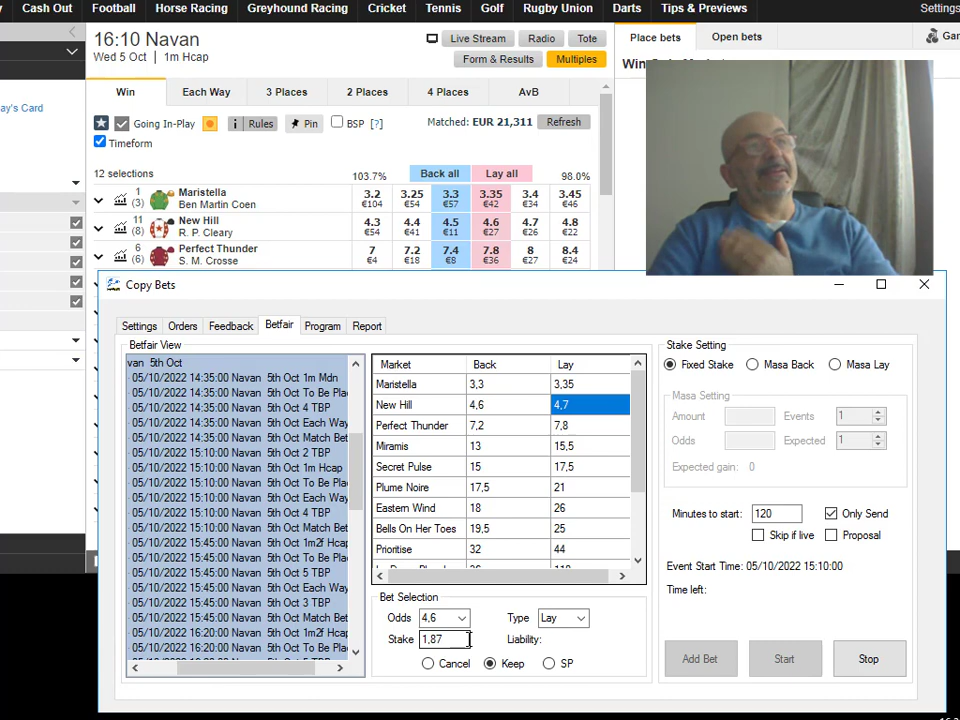 Cash Out Football Horse Racing Greyhound Racing Cricket Tennis Golf Rugby Union Darts Tips & Previews Settings
16:10 Navan
Wed 5 Oct | 1m Hcap
Live Stream Radio Tote
Form & Results Multiples
Place bets Open bets
ay's Card
Win Each Way 3 Places 2 Places 4 Places AvB
Going In-Play i Rules Pin BSP [?] Matched: EUR 21,311 Refresh
Timeform
12 selections 103.7% Back all Lay all 98.0%
1 (3) Maristella Ben Martin Coen
3.2 €104 3.25 €54 3.3 €57 3.35 €42 3.4 €34 3.45 €46
11 (8) New Hill R. P. Cleary
4.3 €54 4.4 €41 4.5 €11 4.6 €27 4.7 €26 4.8 €22
6 (6) Perfect Thunder S. M. Crosse
7 €4 7.2 €18 7.4 €8 7.8 €36 8 €27 8.4 €24
Copy Bets
Settings Orders Feedback Betfair Program Report
Betfair View
van 5th Oct
05/10/2022 14:35:00 Navan 5th Oct 1m Mdn
05/10/2022 14:35:00 Navan 5th Oct To Be Pla
05/10/2022 14:35:00 Navan 5th Oct 4 TBP
05/10/2022 14:35:00 Navan 5th Oct Each Way
05/10/2022 14:35:00 Navan 5th Oct Match Bet
05/10/2022 15:10:00 Navan 5th Oct 2 TBP
05/10/2022 15:10:00 Navan 5th Oct 1m Hcap
05/10/2022 15:10:00 Navan 5th Oct To Be Pla
05/10/2022 15:10:00 Navan 5th Oct Each Way
05/10/2022 15:10:00 Navan 5th Oct 4 TBP
05/10/2022 15:10:00 Navan 5th Oct Match Bet
05/10/2022 15:45:00 Navan 5th Oct 1m2f Hcap
05/10/2022 15:45:00 Navan 5th Oct To Be Pla
05/10/2022 15:45:00 Navan 5th Oct 5 TBP
05/10/2022 15:45:00 Navan 5th Oct Each Way
05/10/2022 15:45:00 Navan 5th Oct 3 TBP
05/10/2022 15:45:00 Navan 5th Oct Match Bet
05/10/2022 16:20:00 Navan 5th Oct 1m2f Hcap
05/10/2022 16:20:00 Navan 5th Oct To Be Pla
Market Back Lay
Maristella 3,3 3,35
New Hill 4,6 4,7
Perfect Thunder 7,2 7,8
Miramis 13 15,5
Secret Pulse 15 17,5
Plume Noire 17,5 21
Eastern Wind 18 26
Bells On Her Toes 19,5 25
Prioritise 32 44
Bet Selection
Odds 4,6 Type Lay
Stake 1,87 Liability:
Cancel Keep SP
Stake Setting
Fixed Stake Masa Back Masa Lay
Masa Setting
Amount Events 1
Odds Expected 1
Expected gain: 0
Minutes to start: 120 Only Send
Skip if live Proposal
Event Start Time: 05/10/2022 15:10:00
Time left:
Add Bet Start Stop